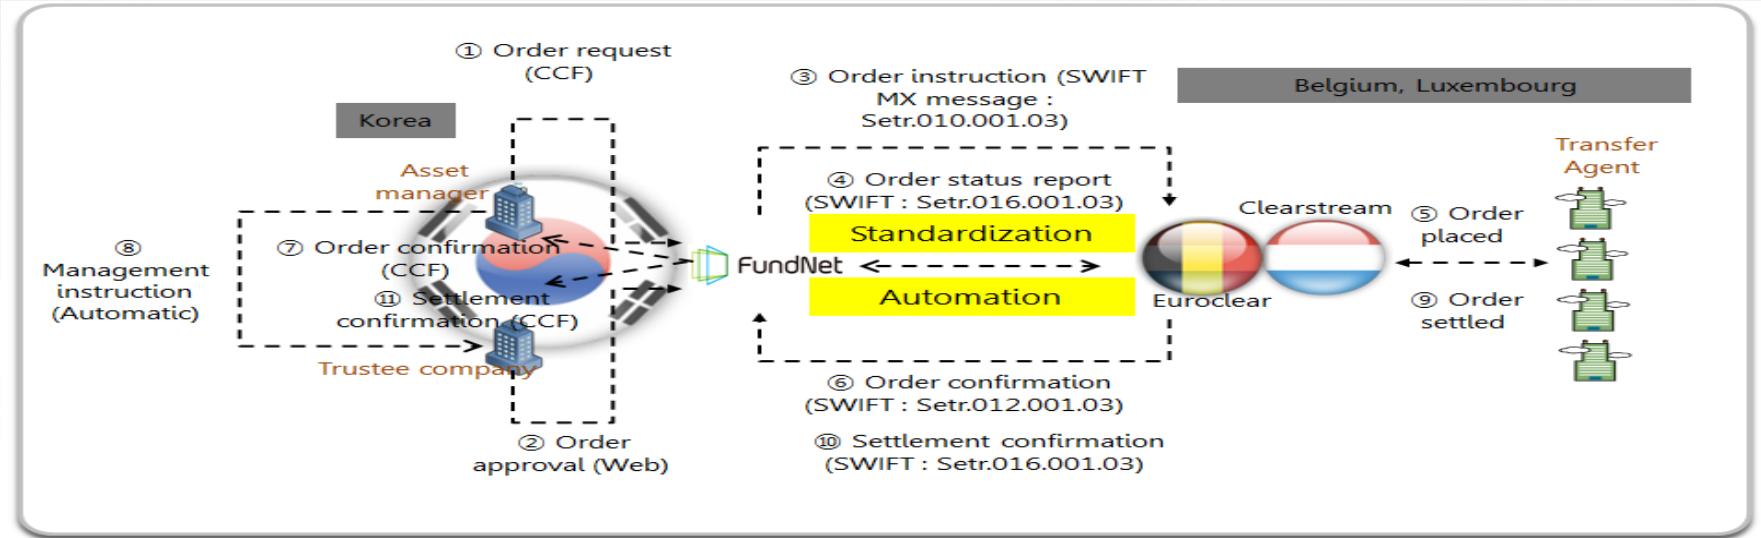 ① Order request
(CCF)
③ Order instruction (SWIFT
MX message :
Setr.010.001.03)
Belgium, Luxembourg
Korea
Transfer
Agent
Asset
manager
④ Order status report
(SWIFT : Setr.016.001.03)
Standardization
Clearstream
⑤ Order
placed
⑧
Management
instruction
(Automatic)
⑦ Order confirmation
(CCF)
FundNet
⑪ Settlement
confirmation (CCF)
Automation
Euroclear
⑨ Order
settled
Trustee company
⑥ Order confirmation
(SWIFT : Setr.012.001.03)
② Order
approval (Web)
⑩ Settlement confirmation
(SWIFT : Setr.016.001.03)